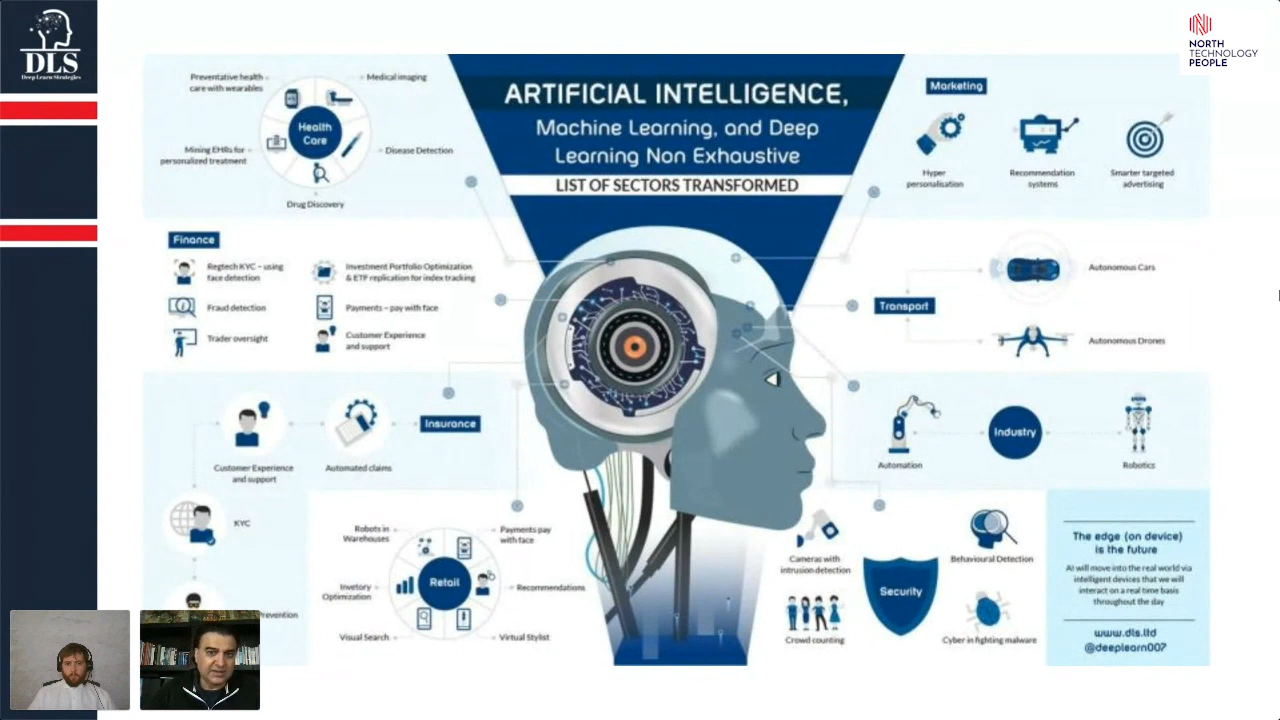 DLS
Deep Learn Strategies
NORTH
TECHNOLOGY
PEOPLE
ARTIFICIAL INTELLIGENCE,
Machine Learning, and Deep
Learning Non Exhaustive
LIST OF SECTORS TRANSFORMED
Preventative health
care with wearables
Medical imaging
Health
Care
Mining EHRs for
personalized treatment
Disease Detection
Drug Discovery
Marketing
Hyper
personalisation
Recommendation
systems
Smarter targeted
advertising
Finance
Regtech KYC – using
face detection
Investment Portfolio Optimization
& ETF replication for index tracking
Fraud detection
Payments – pay with face
Trader oversight
Customer Experience
and support
Transport
Autonomous Cars
Autonomous Drones
Insurance
Customer Experience
and support
Automated claims
KYC
Prevention
Industry
Automation
Robotics
Retail
Robots in
Warehouses
Payments pay
with face
Invetory
Optimization
Recommendations
Visual Search
Virtual Stylist
Security
Cameras with
intrusion detection
Behavioural Detection
Crowd counting
Cyber in fighting malware
The edge (on device)
is the future
AI will move into the real world via
intelligent devices that we will
interact on a real time basis
throughout the day
www.dls.ltd
@deeplearn007